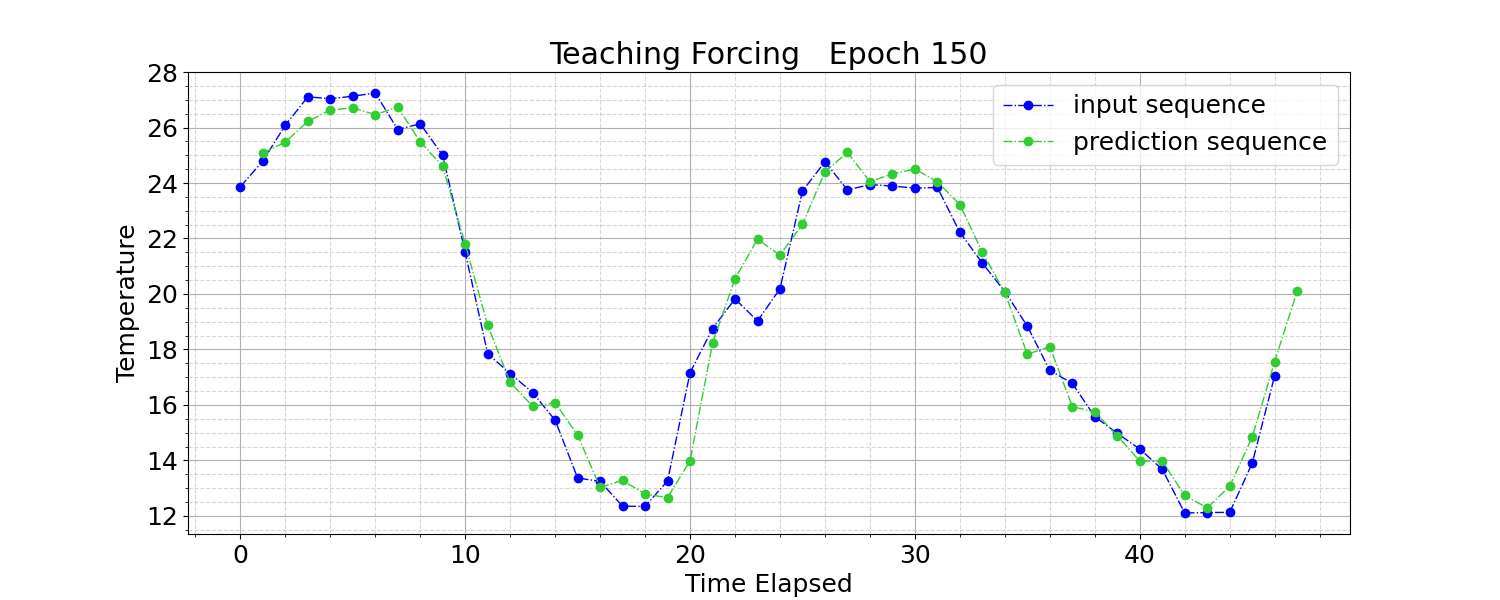 Teaching Forcing   Epoch 150
input sequence
prediction sequence
28
26
24
22
20
18
16
14
12
Temperature
0 10 20 30 40
Time Elapsed